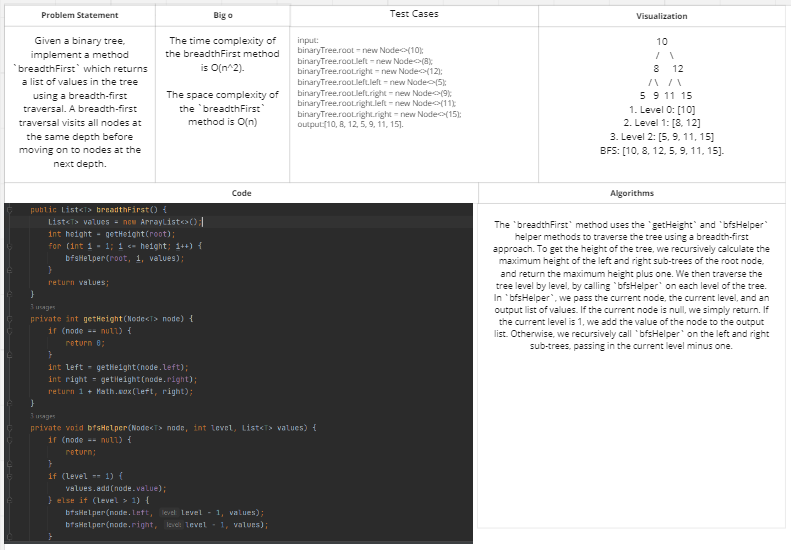 Problem Statement
Given a binary tree,
implement a method
`breadthFirst` which returns
a list of values in the tree
using a breadth-first
traversal. A breadth-first
traversal visits all nodes at
the same depth before
moving on to nodes at the
next depth.
Big o
The time complexity of
the breadthFirst method
is O(n^2).
The space complexity of
the `breadthFirst`
method is O(n)
Test Cases
input:
binaryTree.root = new Node<>(10);
binaryTree.root.left = new Node<>(8);
binaryTree.root.right = new Node<>(12);
binaryTree.root.left.left = new Node<>(5);
binaryTree.root.left.right = new Node<>(9);
binaryTree.root.right.left = new Node<>(11);
binaryTree.root.right.right = new Node<>(15);
output:[10, 8, 12, 5, 9, 11, 15].
Visualization
10
/ \
8 12
/ \ / \
5 9 11 15
1. Level 0: [10]
2. Level 1: [8, 12]
3. Level 2: [5, 9, 11, 15]
BFS: [10, 8, 12, 5, 9, 11, 15].
Code
public List<T> breadthFirst() {
List<T> values = new ArrayList<>();
int height = getHeight(root);
for (int i = 1; i <= height; i++) {
bfsHelper(root, i, values);
}
return values;
}
3 usages
private int getHeight(Node<T> node) {
if (node == null) {
return 0;
}
int left = getHeight(node.left);
int right = getHeight(node.right);
return 1 + Math.max(left, right);
}
3 usages
private void bfsHelper(Node<T> node, int level, List<T> values) {
if (node == null) {
return;
}
if (level == 1) {
values.add(node.value);
} else if (level > 1) {
bfsHelper(node.left, level: level - 1, values);
bfsHelper(node.right, level: level - 1, values);
}
Algorithms
The `breadthFirst` method uses the `getHeight` and `bfsHelper`
helper methods to traverse the tree using a breadth-first
approach. To get the height of the tree, we recursively calculate the
maximum height of the left and right sub-trees of the root node,
and return the maximum height plus one. We then traverse the
tree level by level, by calling `bfsHelper` on each level of the tree.
In `bfsHelper`, we pass the current node, the current level, and an
output list of values. If the current node is null, we simply return. If
the current level is 1, we add the value of the node to the output
list. Otherwise, we recursively call `bfsHelper` on the left and right
sub-trees, passing in the current level minus one.